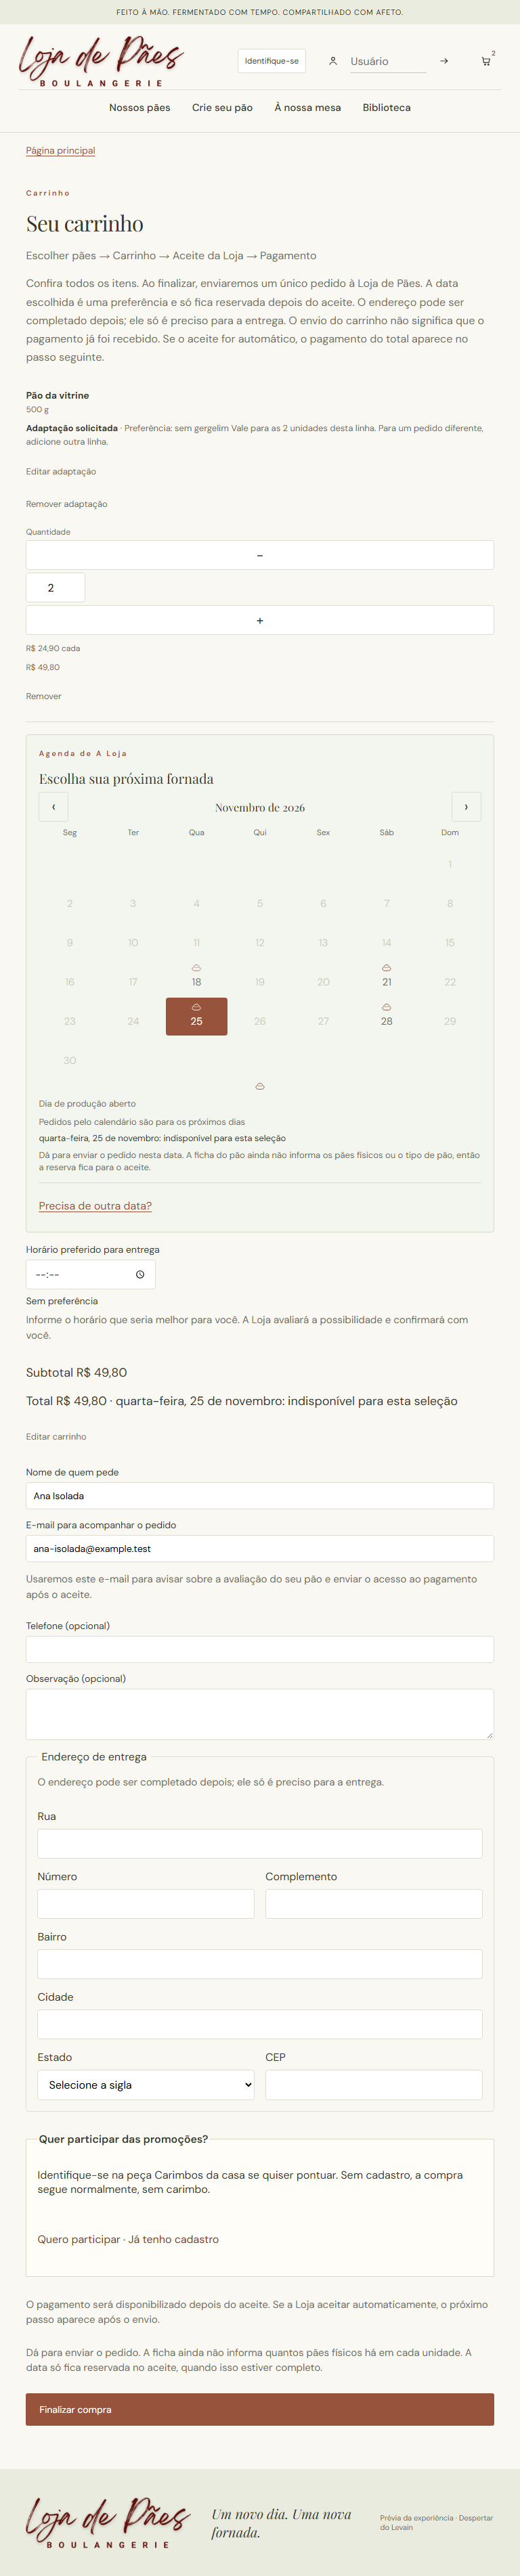 FEITO À MÃO. FERMENTADO COM TEMPO. COMPARTILHADO COM AFETO.
Loja de Pães
BOULANGERIE
Identifique-se
Usuário
→
2
Nossos pães Crie seu pão À nossa mesa Biblioteca
Página principal
Carrinho
Seu carrinho
Escolher pães → Carrinho → Aceite da Loja → Pagamento
Confira todos os itens. Ao finalizar, enviaremos um único pedido à Loja de Pães. A data
escolhida é uma preferência e só fica reservada depois do aceite. O endereço pode ser
completado depois; ele só é preciso para a entrega. O envio do carrinho não significa que o
pagamento já foi recebido. Se o aceite for automático, o pagamento do total aparece no
passo seguinte.
Pão da vitrine
500 g
Adaptação solicitada · Preferência: sem gergelim Vale para as 2 unidades desta linha. Para um pedido diferente,
adicione outra linha.
Editar adaptação
Remover adaptação
Quantidade
−
2
+
R$ 24,90 cada
R$ 49,80
Remover
Agenda de A Loja
Escolha sua próxima fornada
‹ Novembro de 2026 ›
Seg Ter Qua Qui Sex Sáb Dom
1
2 3 4 5 6 7 8
9 10 11 12 13 14 15
16 17 18 19 20 21 22
23 24 25 26 27 28 29
30
Dia de produção aberto
Pedidos pelo calendário são para os próximos dias
quarta-feira, 25 de novembro: indisponível para esta seleção
Dá para enviar o pedido nesta data. A ficha do pão ainda não informa os pães físicos ou o tipo de pão, então
a reserva fica para o aceite.
Precisa de outra data?
Horário preferido para entrega
--:--
Sem preferência
Informe o horário que seria melhor para você. A Loja avaliará a possibilidade e confirmará com
você.
Subtotal R$ 49,80
Total R$ 49,80 · quarta-feira, 25 de novembro: indisponível para esta seleção
Editar carrinho
Nome de quem pede
Ana Isolada
E-mail para acompanhar o pedido
ana-isolada@example.test
Usaremos este e-mail para avisar sobre a avaliação do seu pão e enviar o acesso ao pagamento
após o aceite.
Telefone (opcional)
Observação (opcional)
Endereço de entrega
O endereço pode ser completado depois; ele só é preciso para a entrega.
Rua
Número Complemento
Bairro
Cidade
Estado CEP
Selecione a sigla
Quer participar das promoções?
Identifique-se na peça Carimbos da casa se quiser pontuar. Sem cadastro, a compra
segue normalmente, sem carimbo.
Quero participar · Já tenho cadastro
O pagamento será disponibilizado depois do aceite. Se a Loja aceitar automaticamente, o próximo
passo aparece após o envio.
Dá para enviar o pedido. A ficha ainda não informa quantos pães físicos há em cada unidade. A
data só fica reservada no aceite, quando isso estiver completo.
Finalizar compra
Loja de Pães
BOULANGERIE
Um novo dia. Uma nova
fornada.
Prévia da experiência · Despertar
do Levain